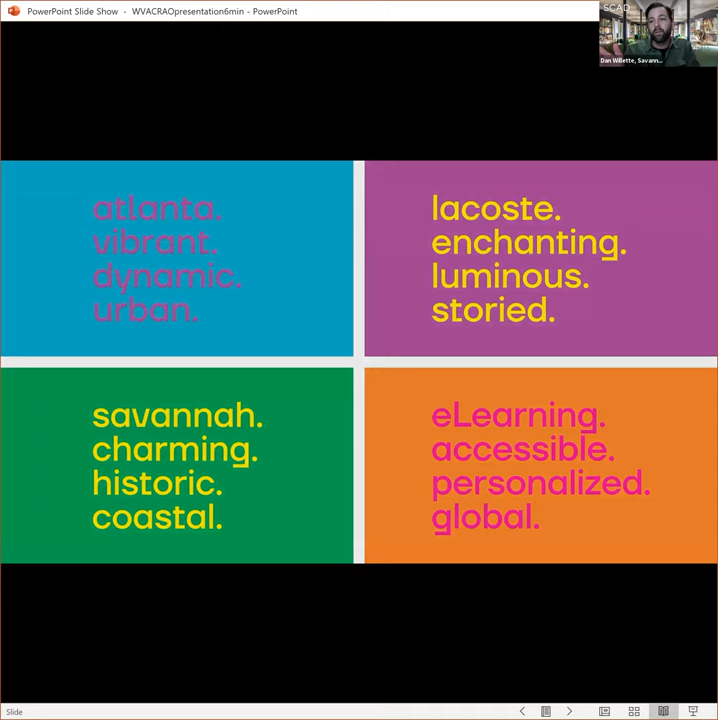 PowerPoint Slide Show - WVACRAOpresentation6min - PowerPoint
SCAD
Dan Willette, Savann...
atlanta.
vibrant.
dynamic.
urban.
lacoste.
enchanting.
luminous.
storied.
savannah.
charming.
historic.
coastal.
eLearning.
accessible.
personalized.
global.
Slide